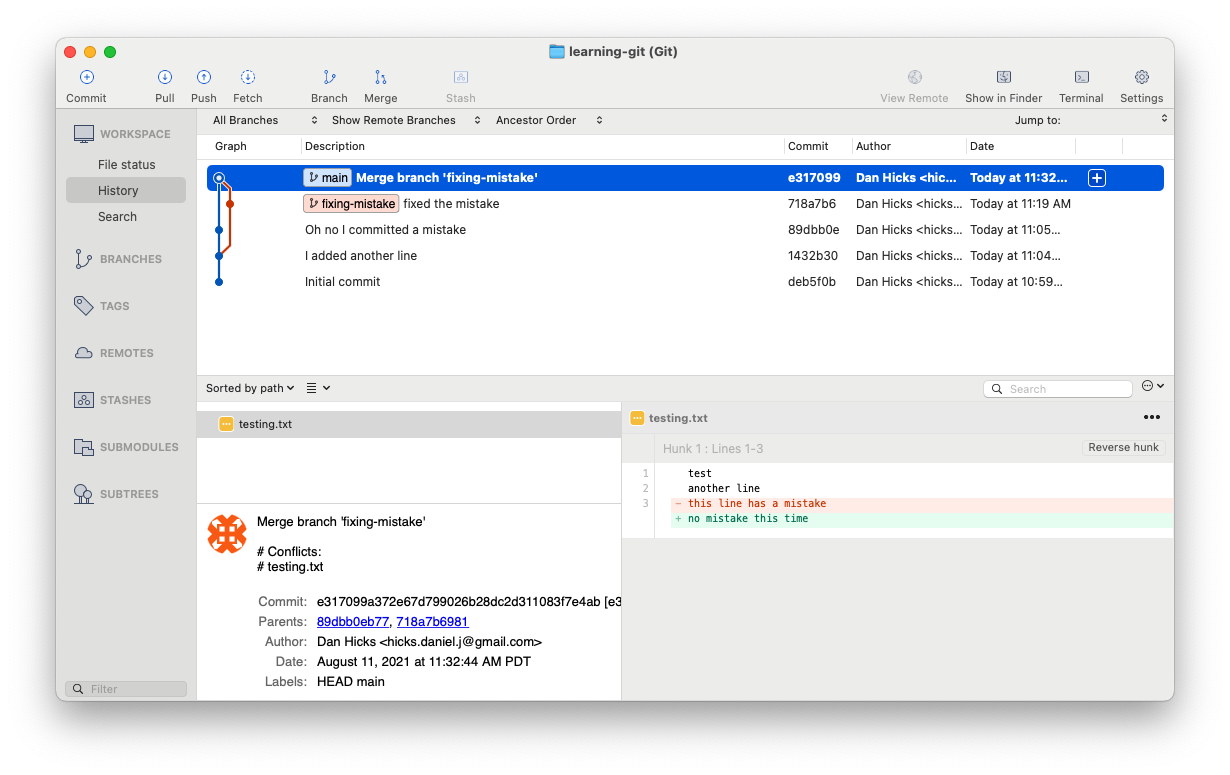 learning-git (Git)
Commit Pull Push Fetch Branch Merge Stash View Remote Show in Finder Terminal Settings
All Branches Show Remote Branches Ancestor Order Jump to:
Graph Description Commit Author Date
main Merge branch 'fixing-mistake' e317099 Dan Hicks <hic... Today at 11:32...
fixing-mistake fixed the mistake 718a7b6 Dan Hicks <hicks... Today at 11:19 AM
Oh no I committed a mistake 89dbb0e Dan Hicks <hicks... Today at 11:05...
I added another line 1432b30 Dan Hicks <hicks... Today at 11:04...
Initial commit deb5f0b Dan Hicks <hicks... Today at 10:59...
WORKSPACE
File status
History
Search
BRANCHES
TAGS
REMOTES
STASHES
SUBMODULES
SUBTREES
Filter
Sorted by path Search
testing.txt
Merge branch 'fixing-mistake'
# Conflicts:
# testing.txt
Commit: e317099a372e67d799026b28dc2d311083f7e4ab [e3
Parents: 89dbb0eb77, 718a7b6981
Author: Dan Hicks <hicks.daniel.j@gmail.com>
Date: August 11, 2021 at 11:32:44 AM PDT
Labels: HEAD main
testing.txt
Hunk 1 : Lines 1-3 Reverse hunk
1 test
2 another line
3 - this line has a mistake
+ no mistake this time